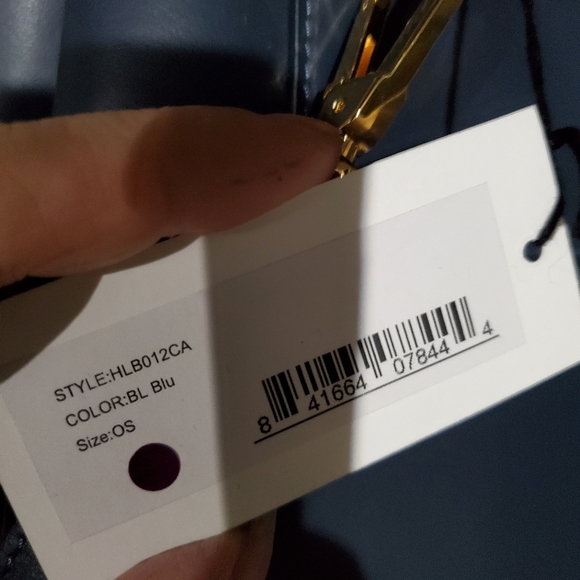 STYLE:HLB012CA
COLOR:BL Blu
Size:OS
8 41664 07844 4